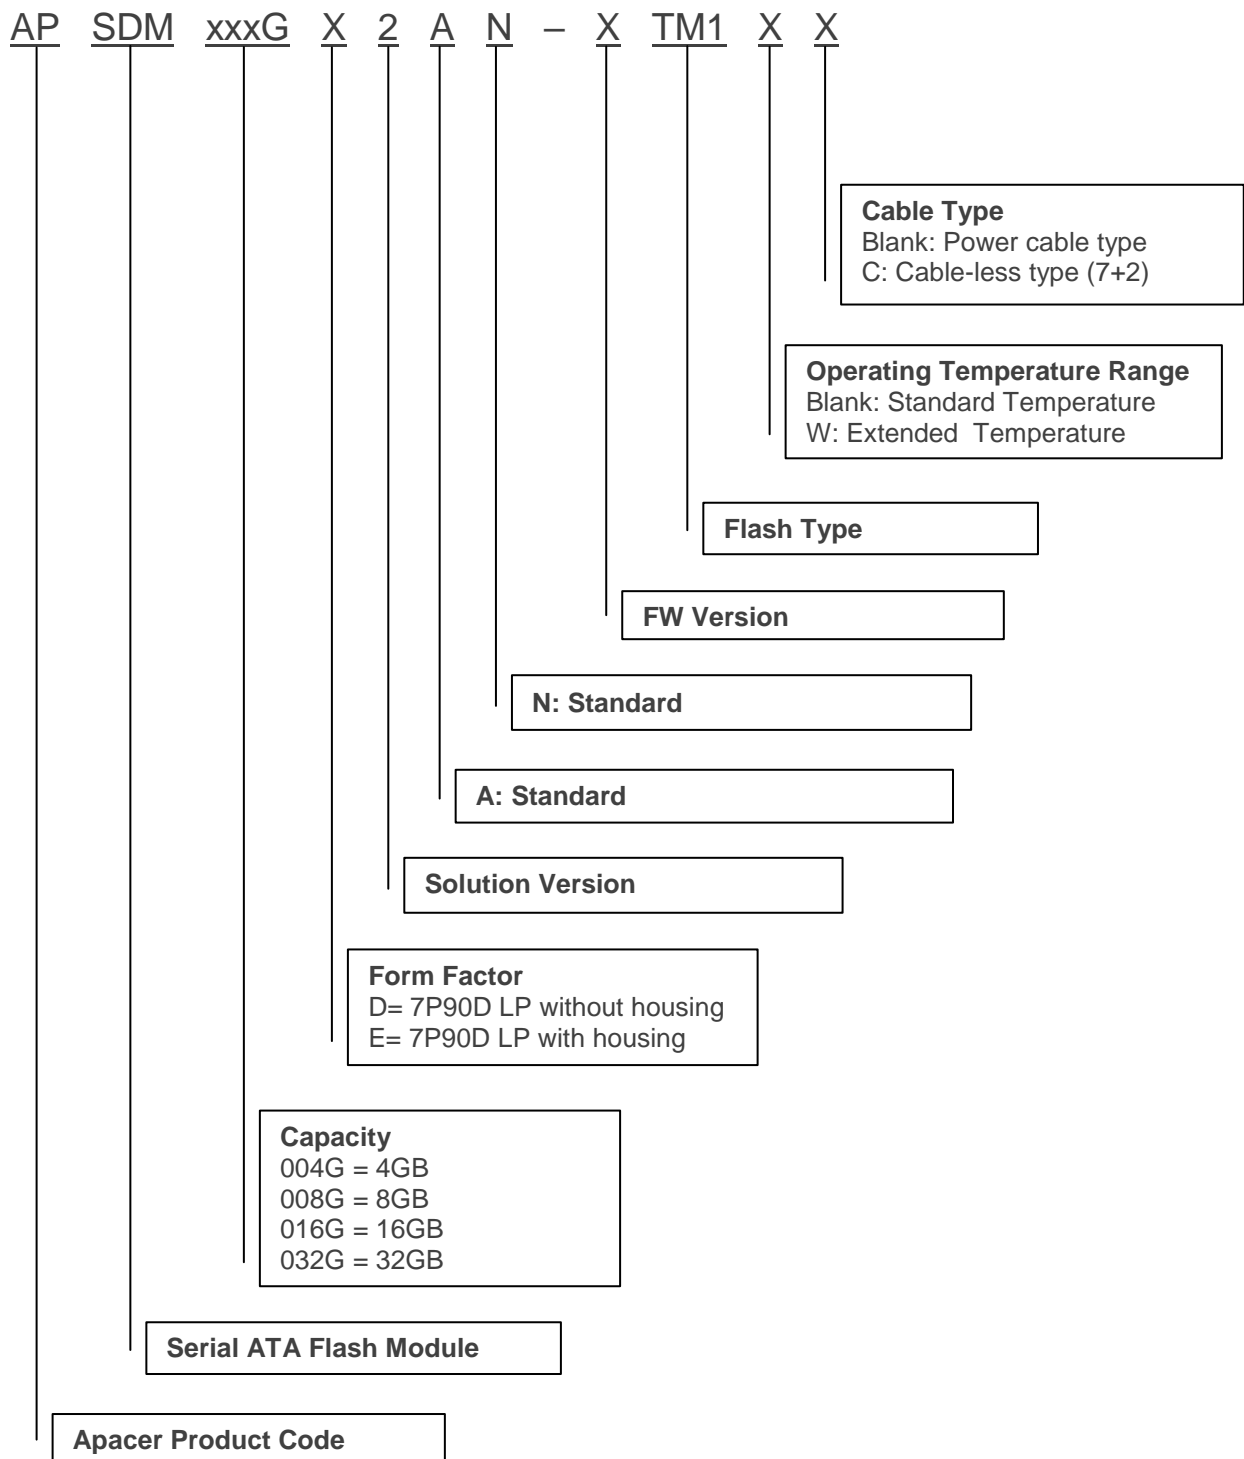 AP SDM xxxG X 2 A N – X TM1 X X
Cable Type
Blank: Power cable type
C: Cable-less type (7+2)
Operating Temperature Range
Blank: Standard Temperature
W: Extended Temperature
Flash Type
FW Version
N: Standard
A: Standard
Solution Version
Form Factor
D= 7P90D LP without housing
E= 7P90D LP with housing
Capacity
004G = 4GB
008G = 8GB
016G = 16GB
032G = 32GB
Serial ATA Flash Module
Apacer Product Code